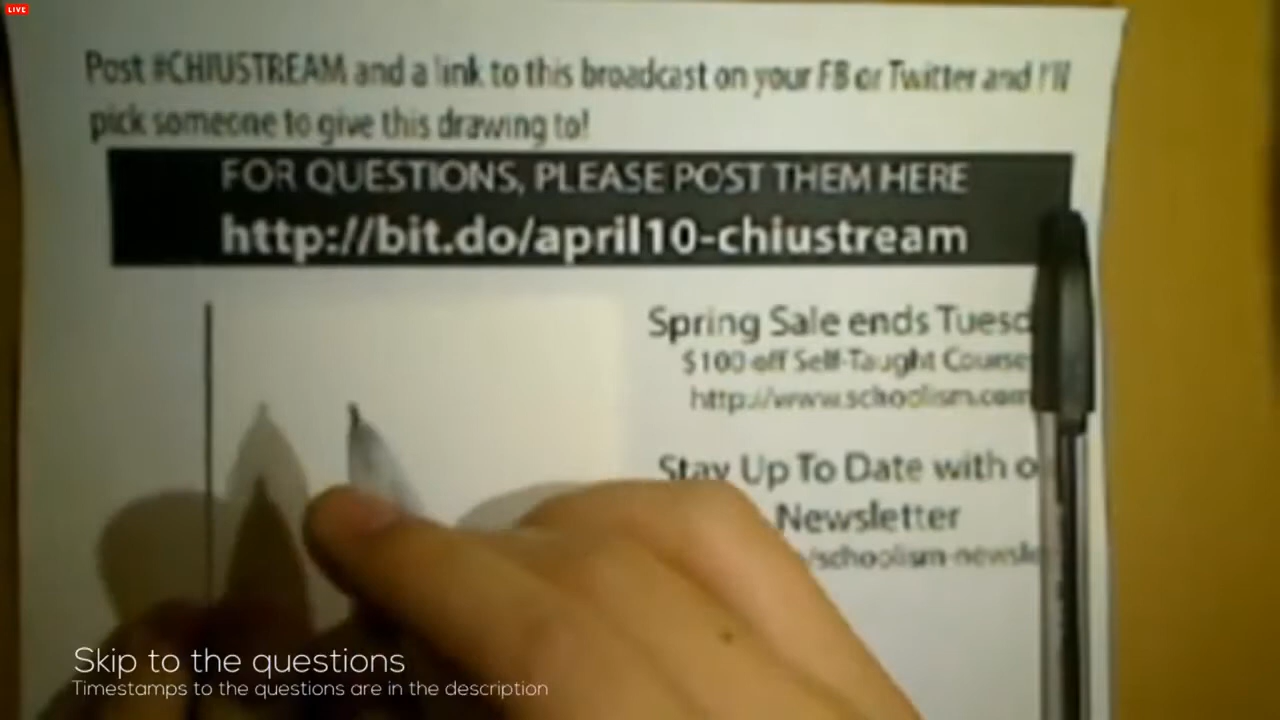 LIVE
Post #CHIUSTREAM and a link to this broadcast on your FB or Twitter and I'll
pick someone to give this drawing to!
FOR QUESTIONS, PLEASE POST THEM HERE
http://bit.do/april10-chiustream
Spring Sale ends Tuesd
$100 off Self-Taught Course
http://www.schoolism.com
Stay Up To Date with o
Newsletter
/schoolism-newsle
Skip to the questions
Timestamps to the questions are in the description